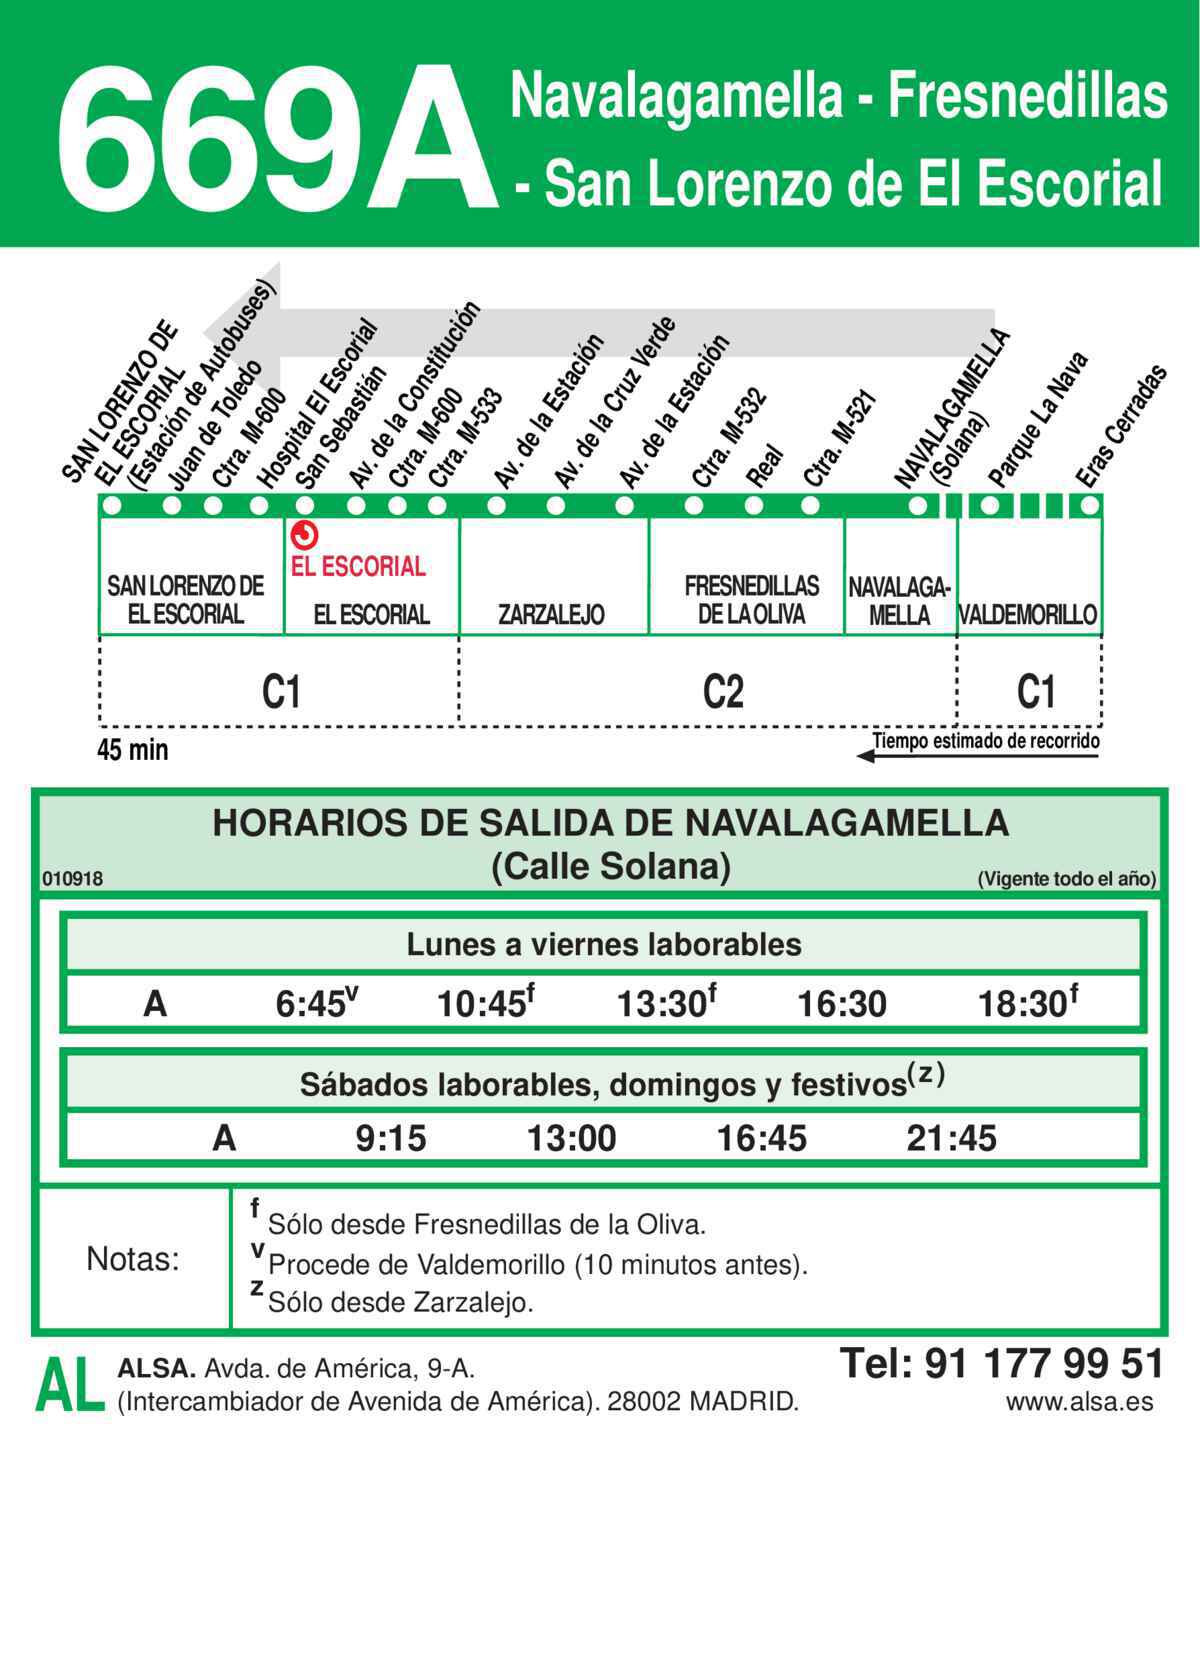 669A
Navalagamella - Fresnedillas
- San Lorenzo de El Escorial
SAN LORENZO DE
EL ESCORIAL
(Estación de Autobuses)
Juan de Toledo
Ctra. M-600
Hospital El Escorial
San Sebastián
Av. de la Constitución
Ctra. M-600
Ctra. M-533
Av. de la Estación
Av. de la Cruz Verde
Av. de la Estación
Ctra. M-532
Real
Ctra. M-521
NAVALAGAMELLA
(Solana)
Parque La Nava
Eras Cerradas
EL ESCORIAL
SAN LORENZO DE
EL ESCORIAL
EL ESCORIAL
ZARZALEJO
FRESNEDILLAS
DE LA OLIVA
NAVALAGA-
MELLA
VALDEMORILLO
C1
C2
C1
45 min
Tiempo estimado de recorrido
HORARIOS DE SALIDA DE NAVALAGAMELLA
(Calle Solana)
010918
(Vigente todo el año)
Lunes a viernes laborables
A 6:45v 10:45f 13:30f 16:30 18:30f
Sábados laborables, domingos y festivos(z)
A 9:15 13:00 16:45 21:45
Notas:
f Sólo desde Fresnedillas de la Oliva.
v Procede de Valdemorillo (10 minutos antes).
z Sólo desde Zarzalejo.
AL
ALSA. Avda. de América, 9-A.
(Intercambiador de Avenida de América). 28002 MADRID.
Tel: 91 177 99 51
www.alsa.es